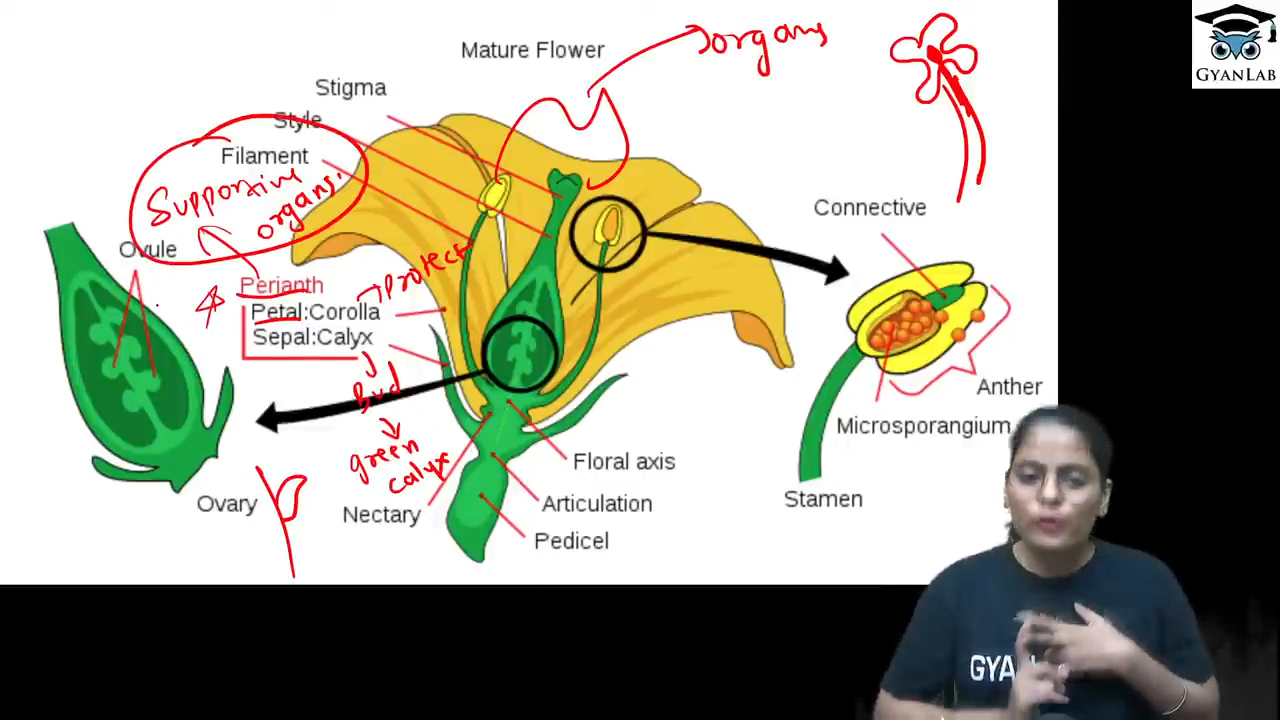 Mature Flower
organs
GYANLAB
Stigma
Style
Filament
Supportive
organs.
Connective
Ovule
Protect
Perianth
Petal:Corolla
Sepal:Calyx
Bud
Anther
Microsporangium
green
calyx
Floral axis
Stamen
Ovary
Nectary
Articulation
Pedicel
GYA